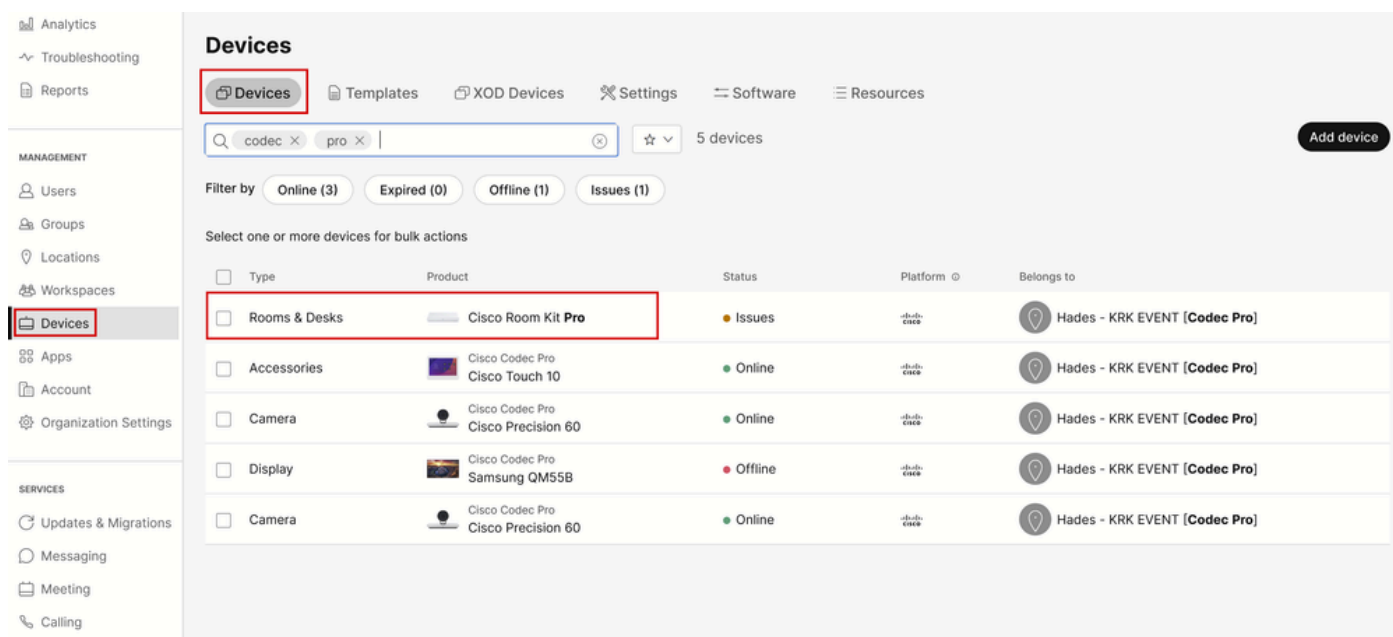 Analytics
Troubleshooting
Reports
MANAGEMENT
Users
Groups
Locations
Workspaces
Devices
Apps
Account
Organization Settings
SERVICES
Updates & Migrations
Messaging
Meeting
Calling
Devices
Devices Templates XOD Devices Settings Software Resources
codec pro 5 devices Add device
Filter by Online (3) Expired (0) Offline (1) Issues (1)
Select one or more devices for bulk actions
Type Product Status Platform Belongs to
Rooms & Desks Cisco Room Kit Pro Issues CISCO Hades - KRK EVENT [Codec Pro]
Cisco Codec Pro
Accessories Cisco Touch 10 Online CISCO Hades - KRK EVENT [Codec Pro]
Cisco Codec Pro
Camera Cisco Precision 60 Online CISCO Hades - KRK EVENT [Codec Pro]
Cisco Codec Pro
Display Samsung QM55B Offline CISCO Hades - KRK EVENT [Codec Pro]
Cisco Codec Pro
Camera Cisco Precision 60 Online CISCO Hades - KRK EVENT [Codec Pro]